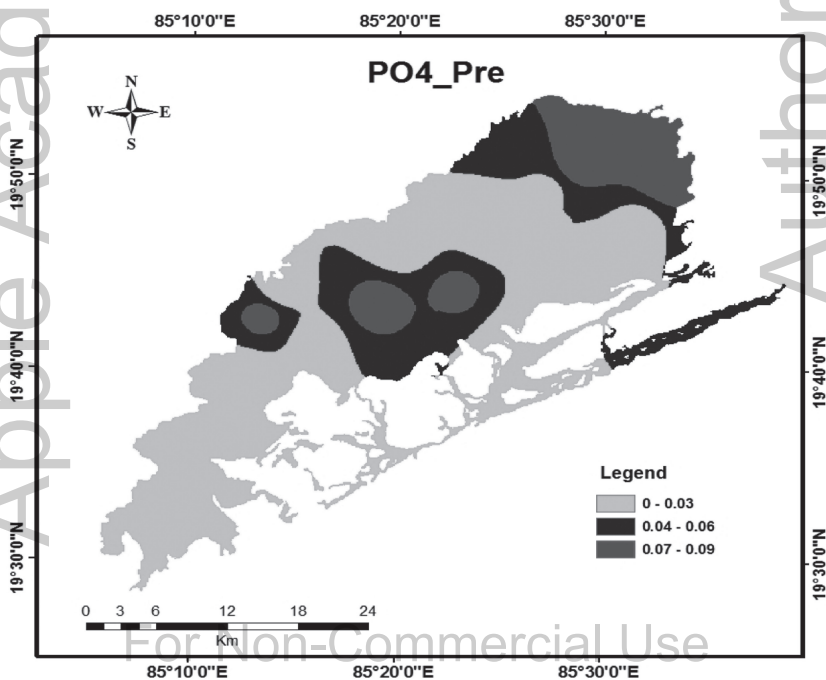 85°10'0"E 85°20'0"E 85°30'0"E
PO4_Pre
N
W E
S
19°50'0"N
19°40'0"N
19°30'0"N
19°50'0"N
19°40'0"N
19°30'0"N
Legend
0 - 0.03
0.04 - 0.06
0.07 - 0.09
0 3 6 12 18 24
Km
85°10'0"E 85°20'0"E 85°30'0"E
Apple Acad
Author
For Non-Commercial Use